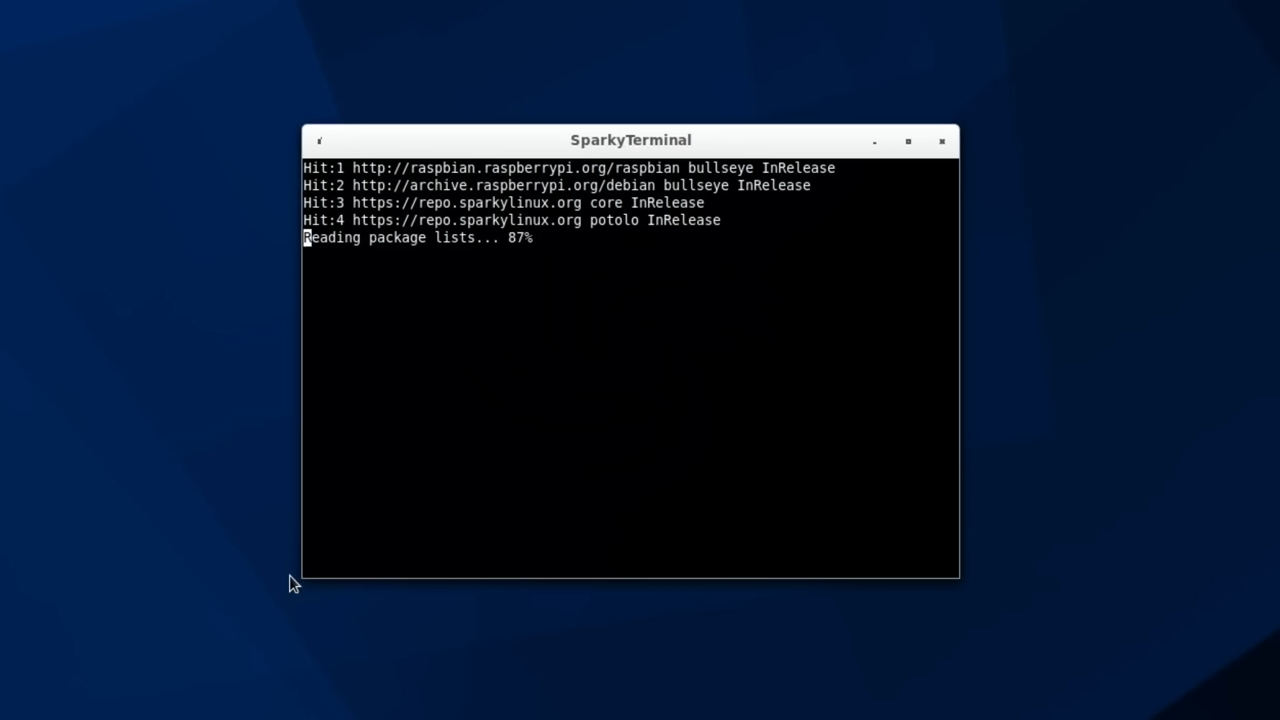 SparkyTerminal
Hit:1 http://raspbian.raspberrypi.org/raspbian bullseye InRelease
Hit:2 http://archive.raspberrypi.org/debian bullseye InRelease
Hit:3 https://repo.sparkylinux.org core InRelease
Hit:4 https://repo.sparkylinux.org potolo InRelease
Reading package lists... 87%